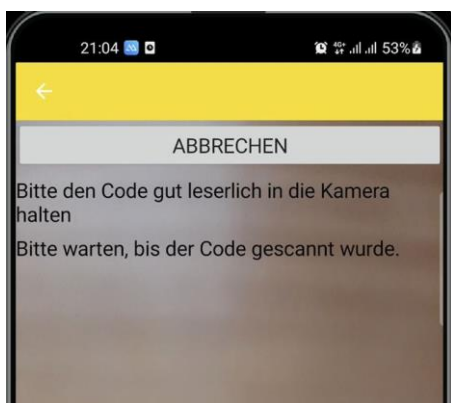 21:04 4G+ 53%
ABBRECHEN
Bitte den Code gut leserlich in die Kamera
halten
Bitte warten, bis der Code gescannt wurde.